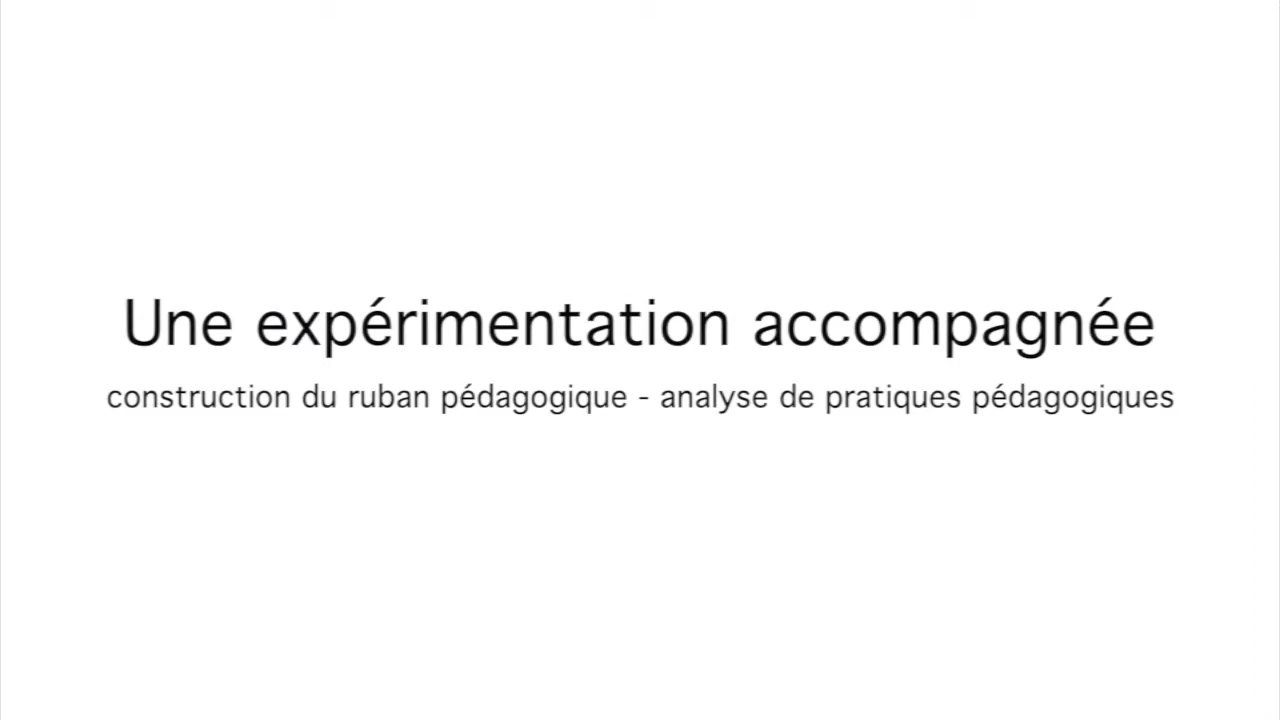 Une expérimentation accompagnée
construction du ruban pédagogique - analyse de pratiques pédagogiques